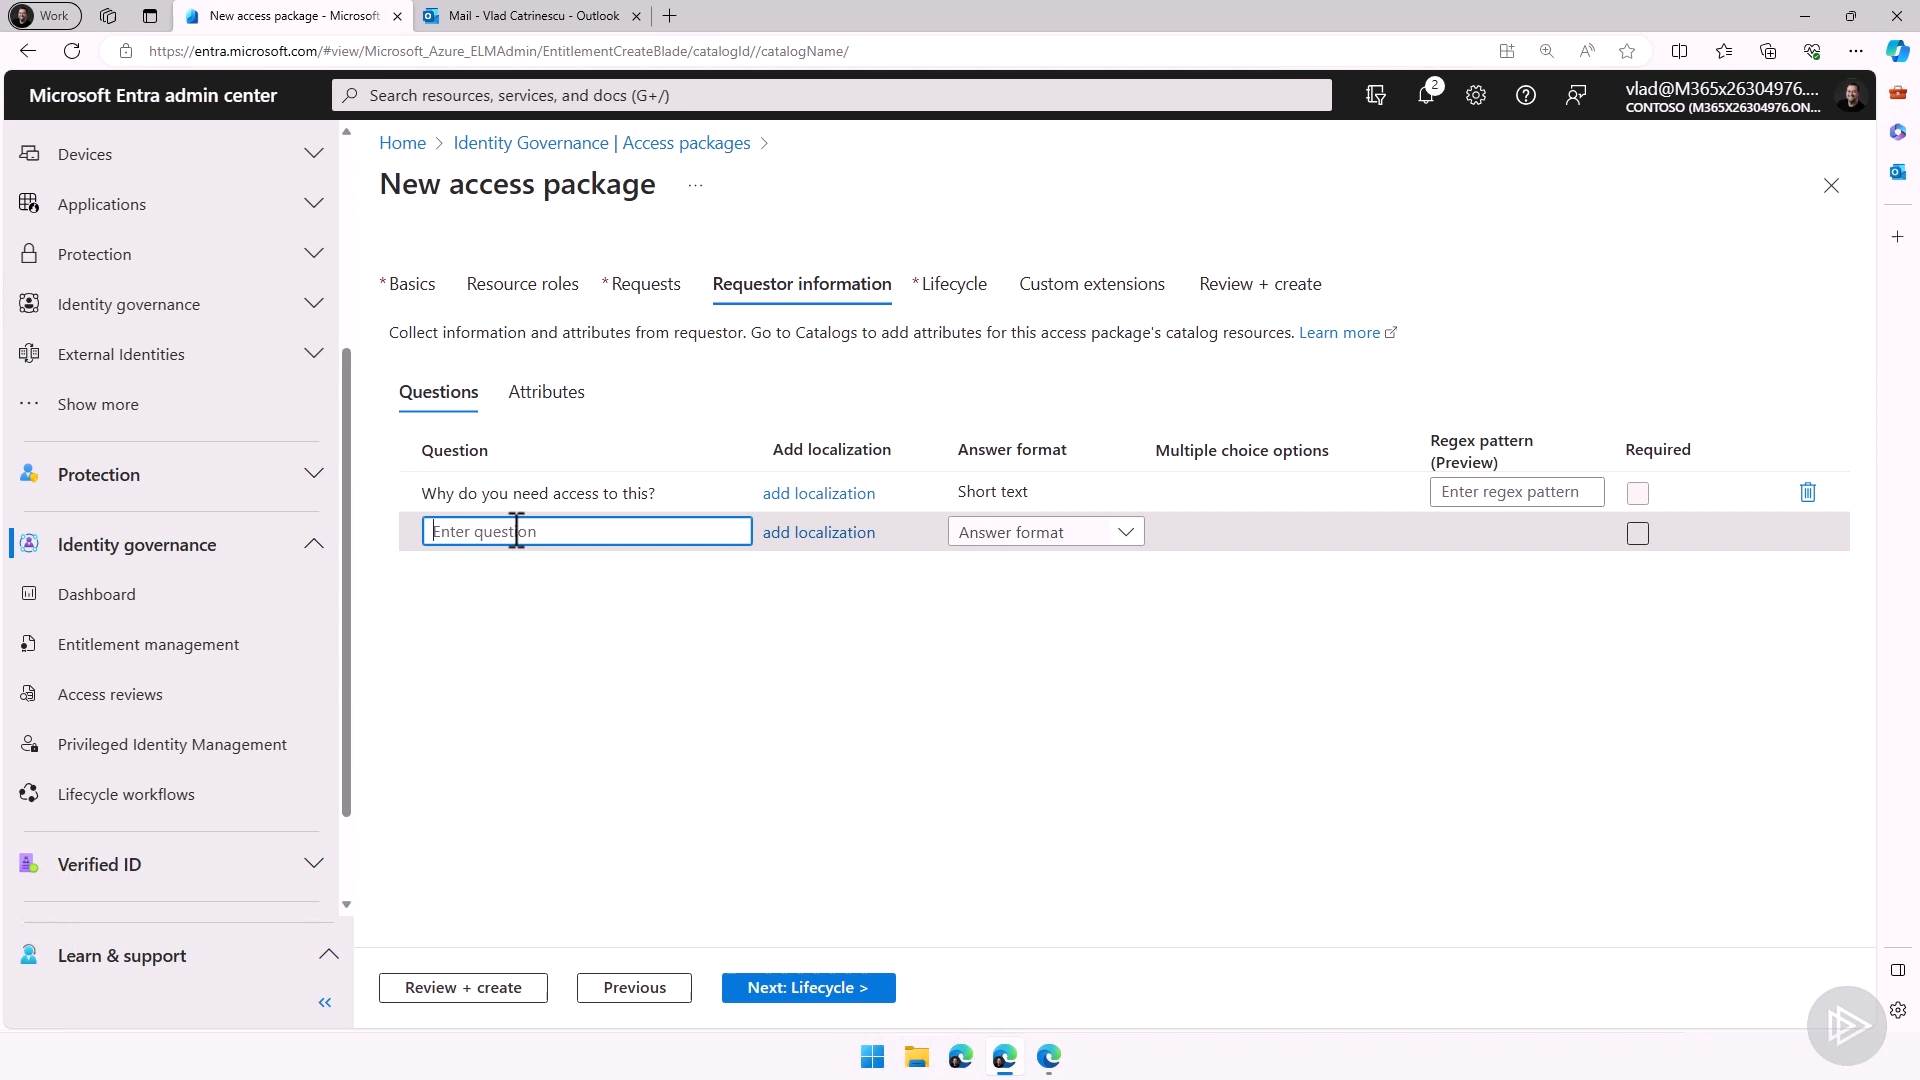 Work
New access package - Microsoft
Mail - Vlad Catrinescu - Outlook
https://entra.microsoft.com/#view/Microsoft_Azure_ELMAdmin/EntitlementCreateBlade/catalogId//catalogName/
Microsoft Entra admin center
Search resources, services, and docs (G+/)
2
vlad@M365x26304976....
CONTOSO (M365X26304976.ON...
Devices
Applications
Protection
Identity governance
External Identities
Show more
Protection
Identity governance
Dashboard
Entitlement management
Access reviews
Privileged Identity Management
Lifecycle workflows
Verified ID
Learn & support
Home > Identity Governance | Access packages >
New access package ...
* Basics Resource roles * Requests Requestor information * Lifecycle Custom extensions Review + create
Collect information and attributes from requestor. Go to Catalogs to add attributes for this access package's catalog resources. Learn more
Questions Attributes
Question Add localization Answer format Multiple choice options Regex pattern (Preview) Required
Why do you need access to this? add localization Short text Enter regex pattern
Enter question add localization Answer format
Review + create Previous Next: Lifecycle >